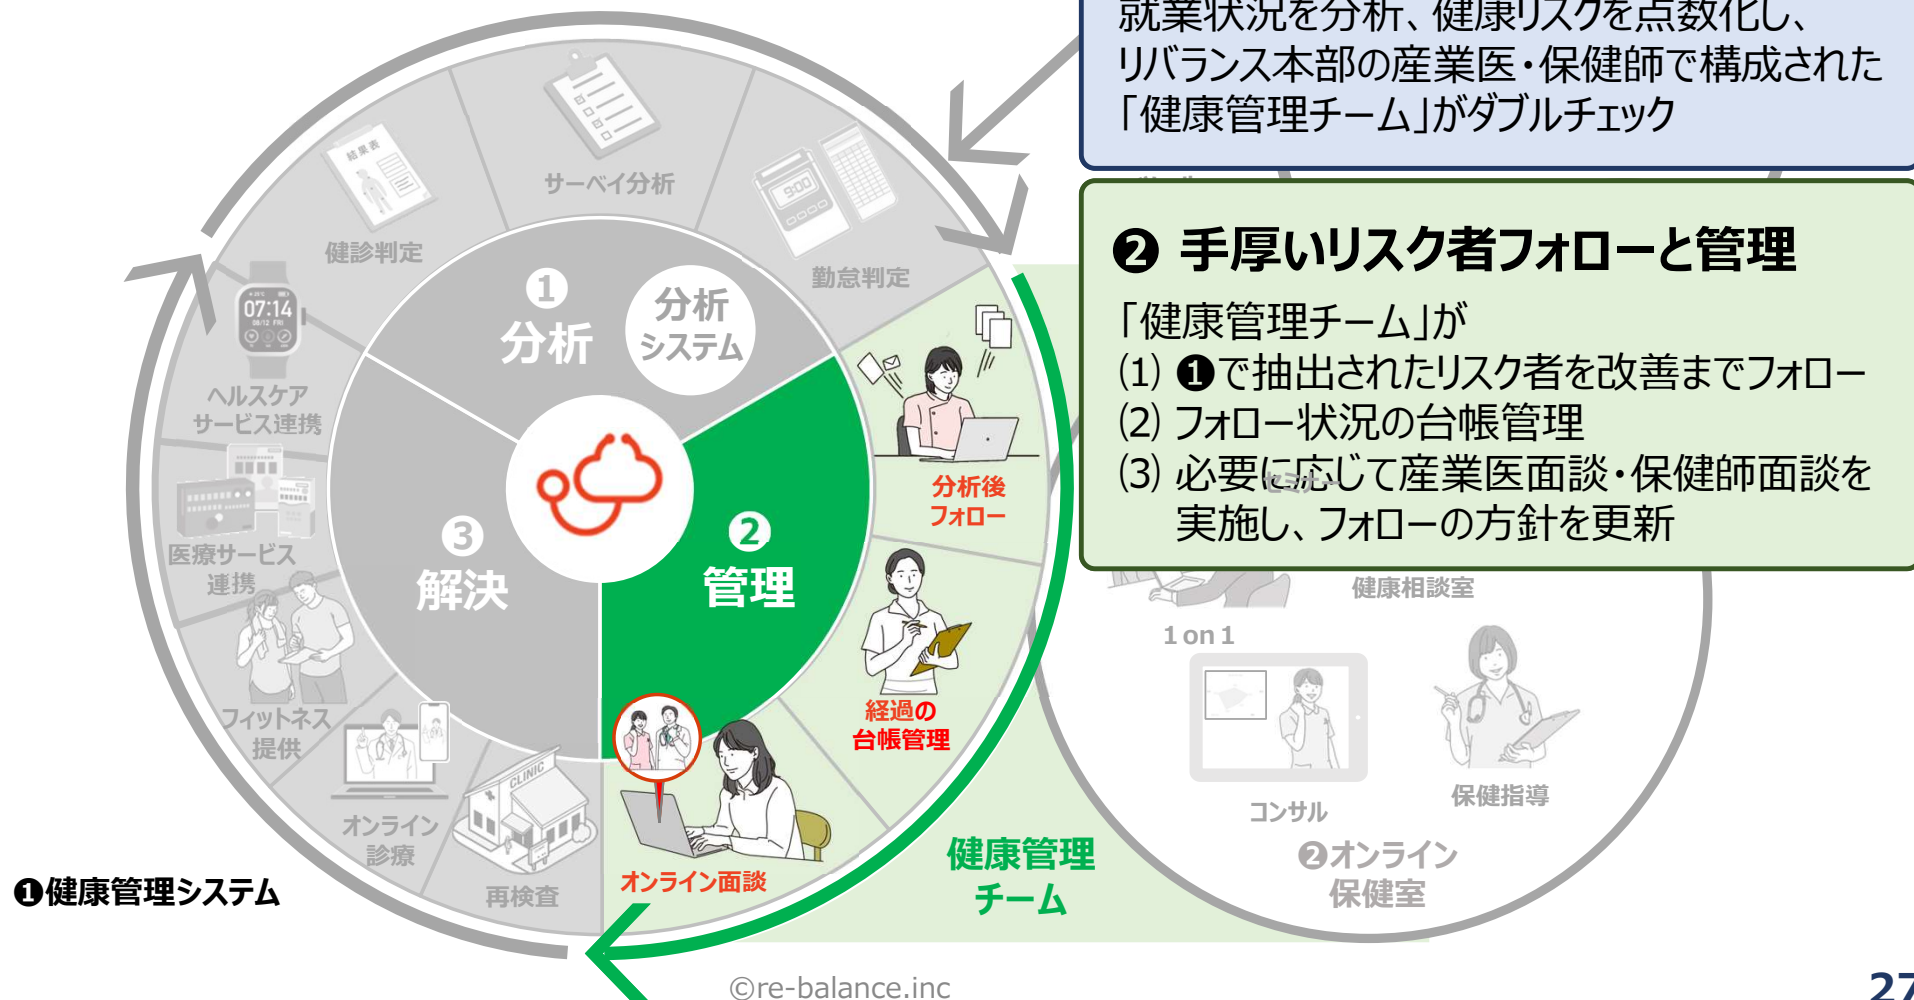 就業状況を分析、健康リスクを点数化し、
リバランス本部の産業医・保健師で構成された
「健康管理チーム」がダブルチェック
❷ 手厚いリスク者フォローと管理
「健康管理チーム」が
(1) ❶で抽出されたリスク者を改善までフォロー
(2) フォロー状況の台帳管理
(3) 必要に応じて産業医面談・保健師面談を
実施し、フォローの方針を更新
セミナー
結果表
サーベイ分析
9:00
健診判定
勤怠判定
❶
分析
分析
システム
07:14
08/12 FRI
ヘルスケア
サービス連携
分析後
フォロー
❸
解決
❷
管理
医療サービス
連携
健康相談室
1 on 1
経過の
台帳管理
フィットネス
提供
CLINIC
オンライン
診療
再検査
オンライン面談
健康管理
チーム
コンサル
保健指導
❷オンライン
保健室
❶健康管理システム
©re-balance.inc
27